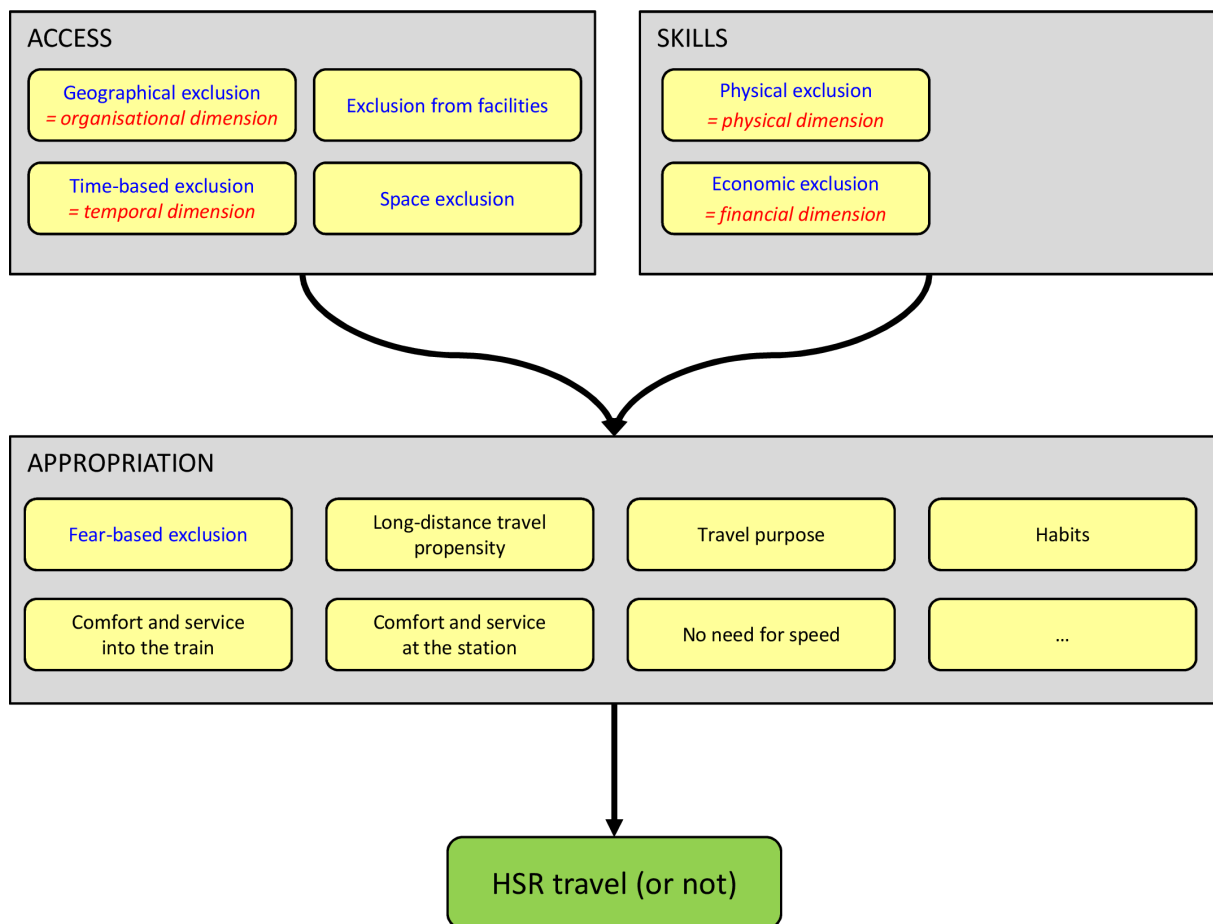 ACCESS
Geographical exclusion
= organisational dimension
Exclusion from facilities
Time-based exclusion
= temporal dimension
Space exclusion
SKILLS
Physical exclusion
= physical dimension
Economic exclusion
= financial dimension
APPROPRIATION
Fear-based exclusion
Long-distance travel
propensity
Travel purpose
Habits
Comfort and service
into the train
Comfort and service
at the station
No need for speed
...
HSR travel (or not)